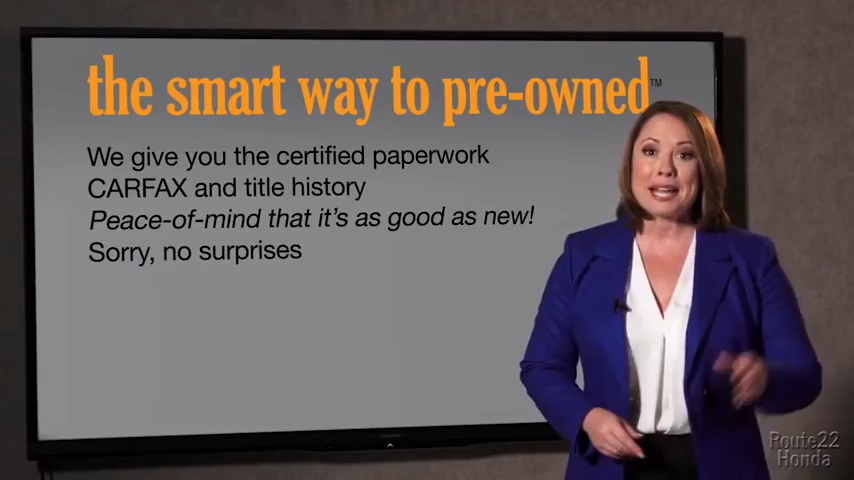 the smart way to pre-owned™
We give you the certified paperwork
CARFAX and title history
Peace-of-mind that it's as good as new!
Sorry, no surprises
Route22
Honda